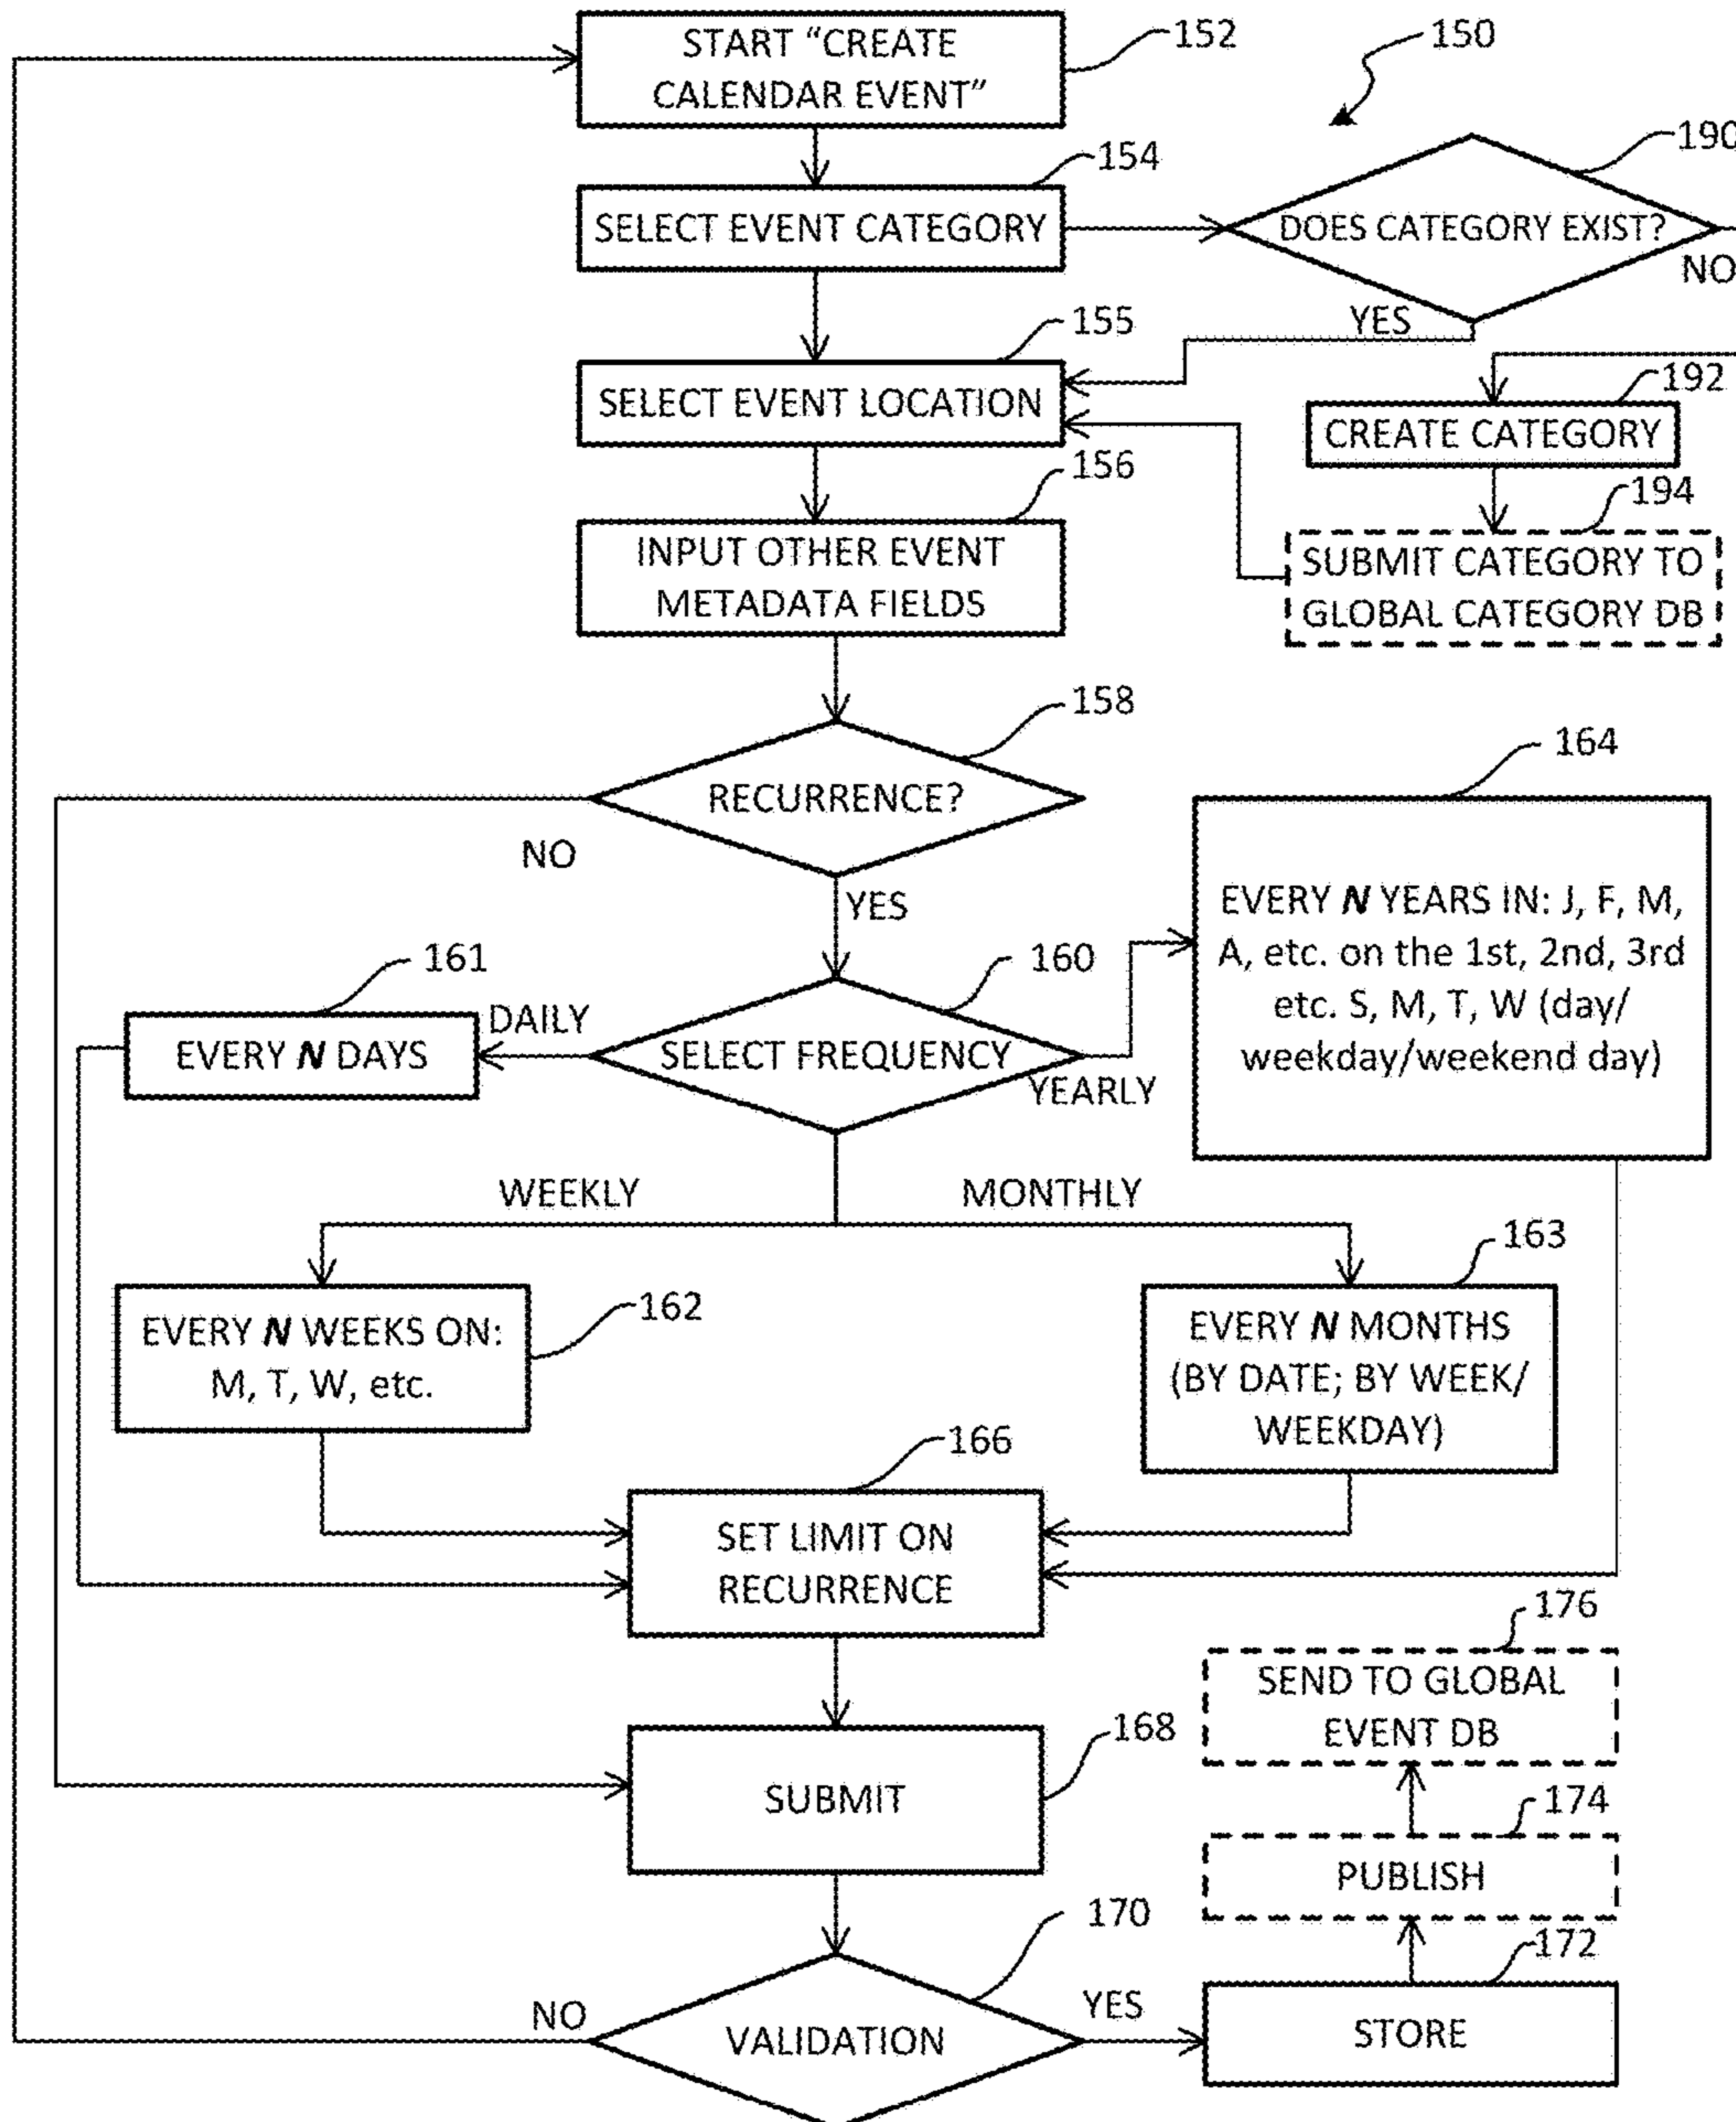 START “CREATE
CALENDAR EVENT”
152
150
190
154
SELECT EVENT CATEGORY
DOES CATEGORY EXIST?
NO
YES
155
SELECT EVENT LOCATION
192
CREATE CATEGORY
156
194
INPUT OTHER EVENT
METADATA FIELDS
SUBMIT CATEGORY TO
GLOBAL CATEGORY DB
158
RECURRENCE?
NO
YES
164
EVERY N YEARS IN: J, F, M,
A, etc. on the 1st, 2nd, 3rd
etc. S, M, T, W (day/
weekday/weekend day)
161
160
DAILY
EVERY N DAYS
SELECT FREQUENCY
YEARLY
WEEKLY
MONTHLY
163
162
EVERY N WEEKS ON:
M, T, W, etc.
EVERY N MONTHS
(BY DATE; BY WEEK/
WEEKDAY)
166
SET LIMIT ON
RECURRENCE
176
SEND TO GLOBAL
EVENT DB
168
SUBMIT
174
PUBLISH
170
172
NO
YES
VALIDATION
STORE